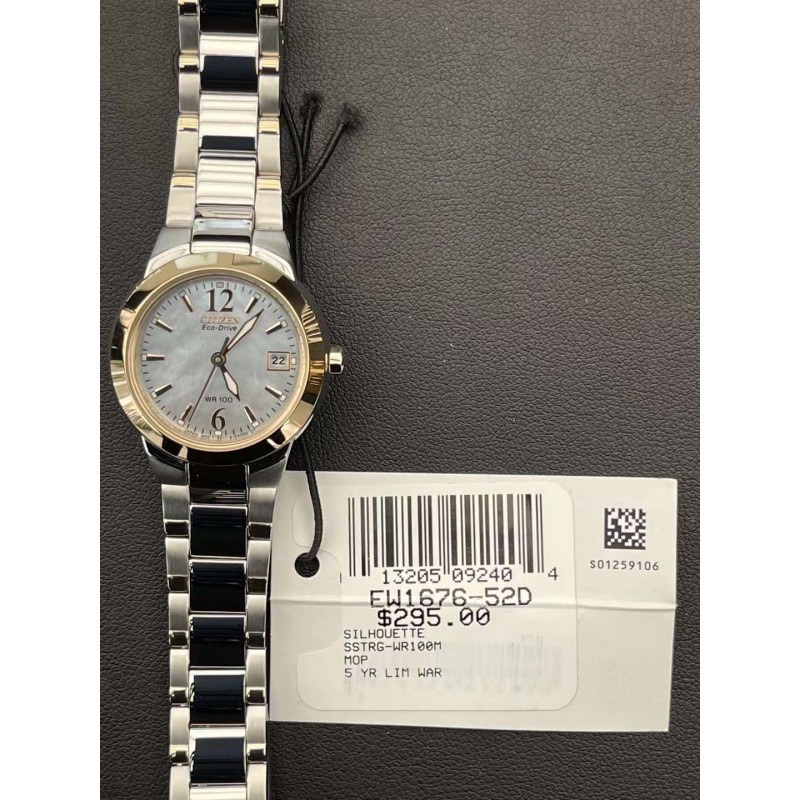 12
CITIZEN
Eco-Drive
22
WR 100
6
13205 09240 4
EW1676-52D
$295.00
SILHOUETTE
SSTRG-WR100M
MOP
5 YR LIM WAR
S01259106